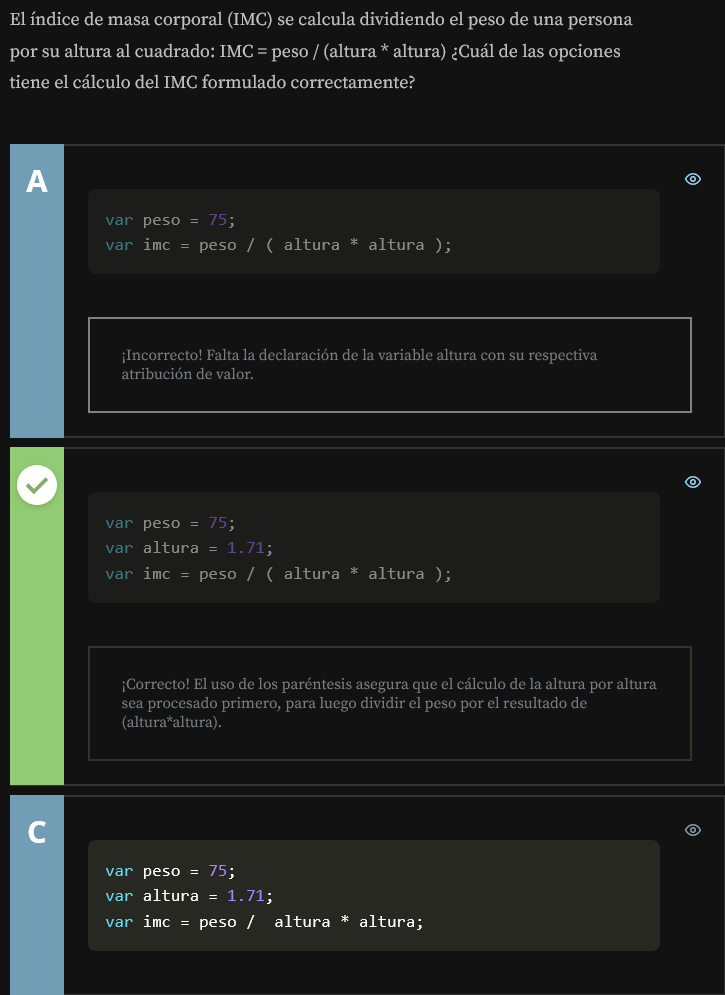 El índice de masa corporal (IMC) se calcula dividiendo el peso de una persona
por su altura al cuadrado: IMC = peso / (altura * altura) ¿Cuál de las opciones
tiene el cálculo del IMC formulado correctamente?
A
var peso = 75;
var imc = peso / ( altura * altura );
¡Incorrecto! Falta la declaración de la variable altura con su respectiva
atribución de valor.
var peso = 75;
var altura = 1.71;
var imc = peso / ( altura * altura );
¡Correcto! El uso de los paréntesis asegura que el cálculo de la altura por altura
sea procesado primero, para luego dividir el peso por el resultado de
(altura*altura).
C
var peso = 75;
var altura = 1.71;
var imc = peso /  altura * altura;